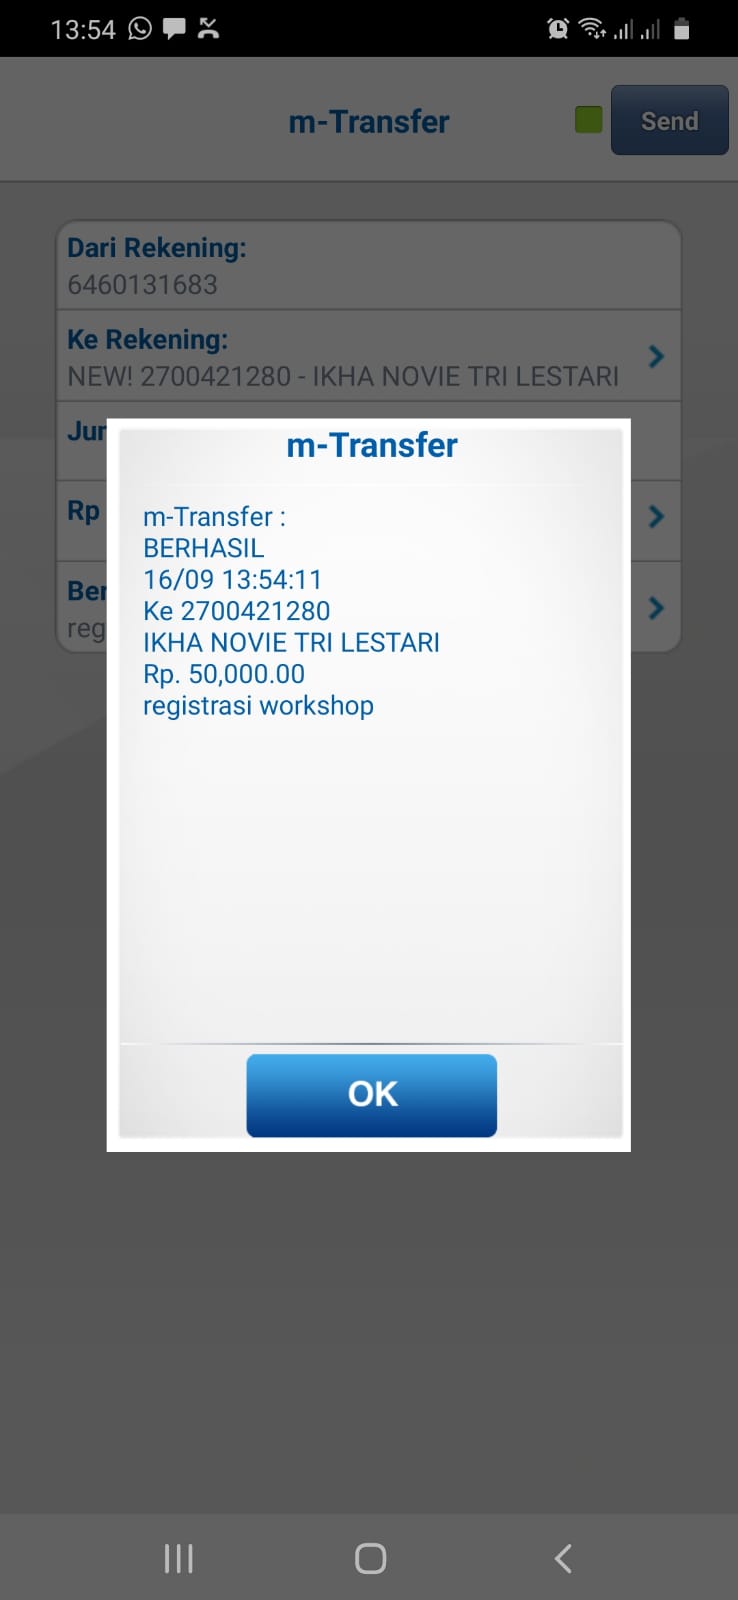 13:54
m-Transfer
Send
Dari Rekening:
6460131683
Ke Rekening:
NEW! 2700421280 - IKHA NOVIE TRI LESTARI
Jur
Rp
Ber
reg
m-Transfer
m-Transfer :
BERHASIL
16/09 13:54:11
Ke 2700421280
IKHA NOVIE TRI LESTARI
Rp. 50,000.00
registrasi workshop
OK